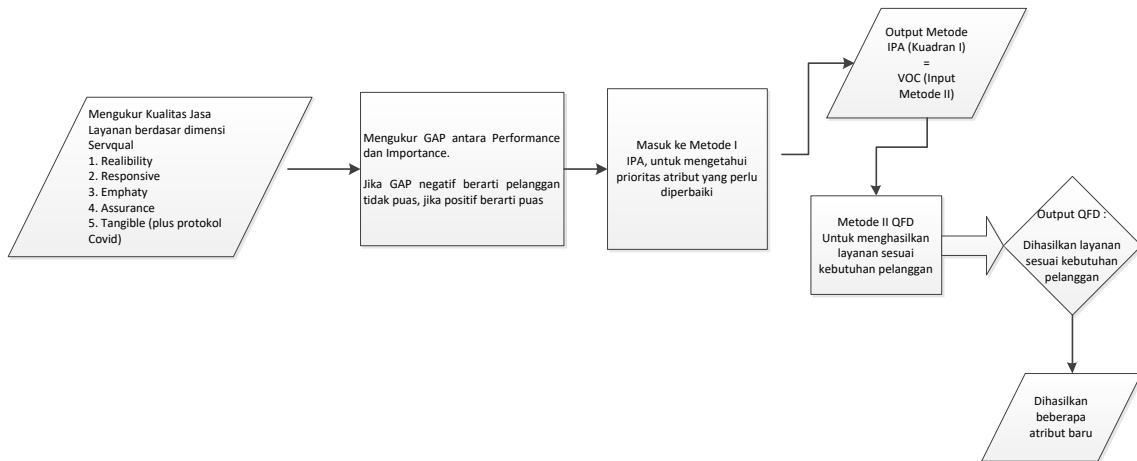 Mengukur Kualitas Jasa
Layanan berdasar dimensi
Servqual
1. Realibility
2. Responsive
3. Emphaty
4. Assurance
5. Tangible (plus protokol
Covid)
Mengukur GAP antara Performance
dan Importance.
Jika GAP negatif berarti pelanggan
tidak puas, jika positif berarti puas
Masuk ke Metode I
IPA, untuk mengetahui
prioritas atribut yang perlu
diperbaiki
Output Metode
IPA (Kuadran I)
=
VOC (Input
Metode II)
Metode II QFD
Untuk menghasilkan
layanan sesuai
kebutuhan pelanggan
Output QFD :
Dihasilkan layanan
sesuai kebutuhan
pelanggan
Dihasilkan
beberapa
atribut baru